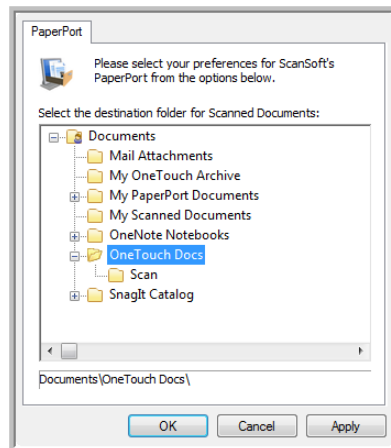 PaperPort
Please select your preferences for ScanSoft's
PaperPort from the options below.
Select the destination folder for Scanned Documents:
Documents
Mail Attachments
My OneTouch Archive
My PaperPort Documents
My Scanned Documents
OneNote Notebooks
OneTouch Docs
Scan
SnagIt Catalog
Documents\OneTouch Docs\
OK Cancel Apply